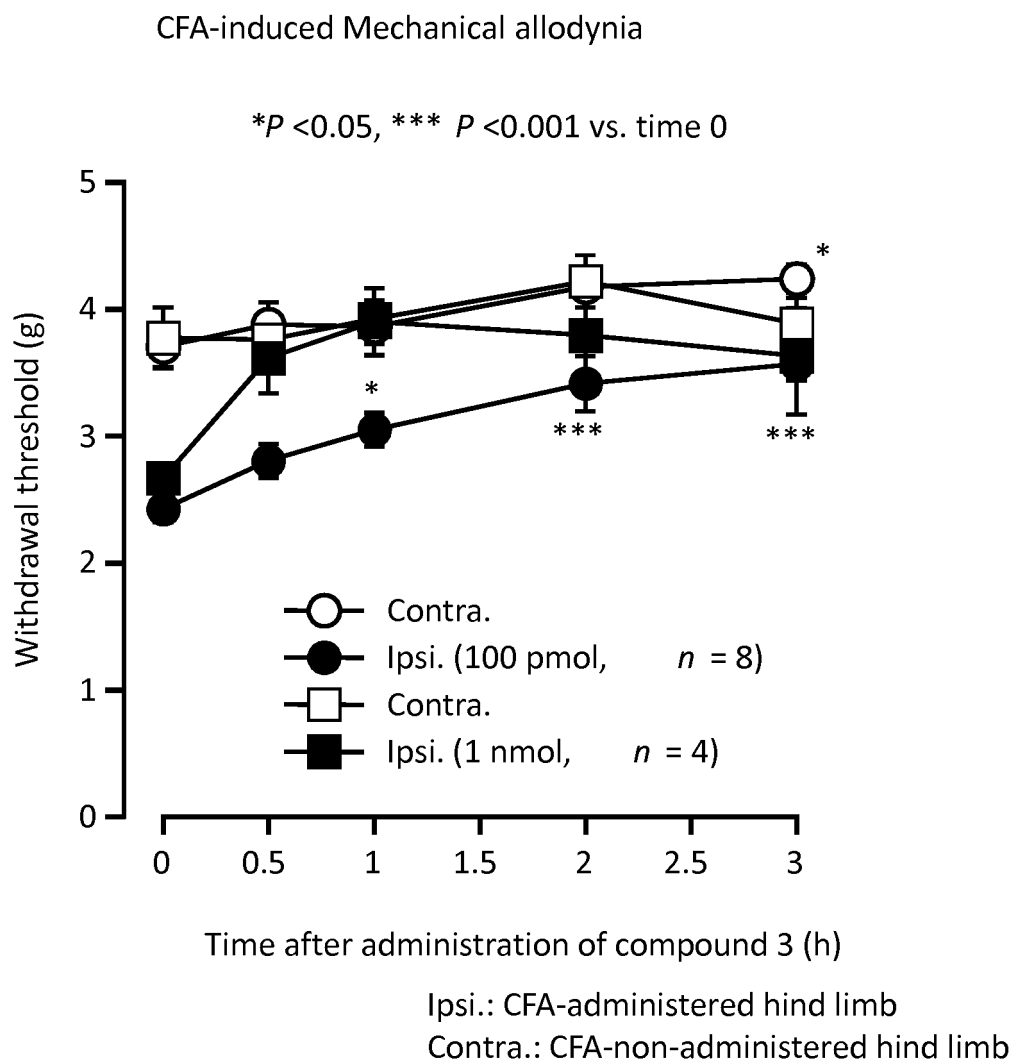 CFA-induced Mechanical allodynia
*P <0.05, *** P <0.001 vs. time 0
5
4
3
2
1
0
Withdrawal threshold (g)
*
*
***
***
Contra.
Ipsi. (100 pmol, n = 8)
Contra.
Ipsi. (1 nmol, n = 4)
0 0.5 1 1.5 2 2.5 3
Time after administration of compound 3 (h)
Ipsi.: CFA-administered hind limb
Contra.: CFA-non-administered hind limb